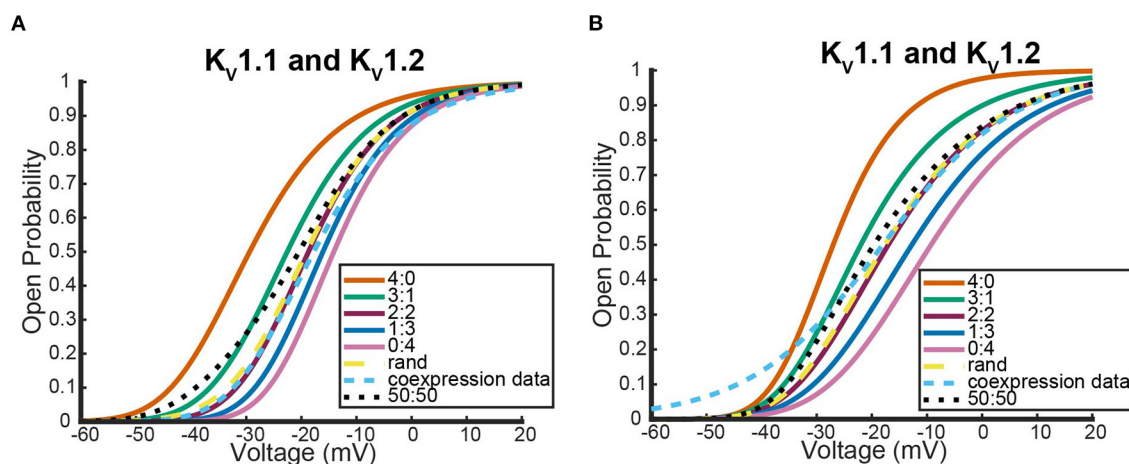 A
K_V1.1 and K_V1.2
Open Probability
1
0.9
0.8
0.7
0.6
0.5
0.4
0.3
0.2
0.1
0
-60 -50 -40 -30 -20 -10 0 10 20
Voltage (mV)
4:0
3:1
2:2
1:3
0:4
rand
coexpression data
50:50
B
K_V1.1 and K_V1.2
Open Probability
1
0.9
0.8
0.7
0.6
0.5
0.4
0.3
0.2
0.1
0
-60 -50 -40 -30 -20 -10 0 10 20
Voltage (mV)
4:0
3:1
2:2
1:3
0:4
rand
coexpression data
50:50